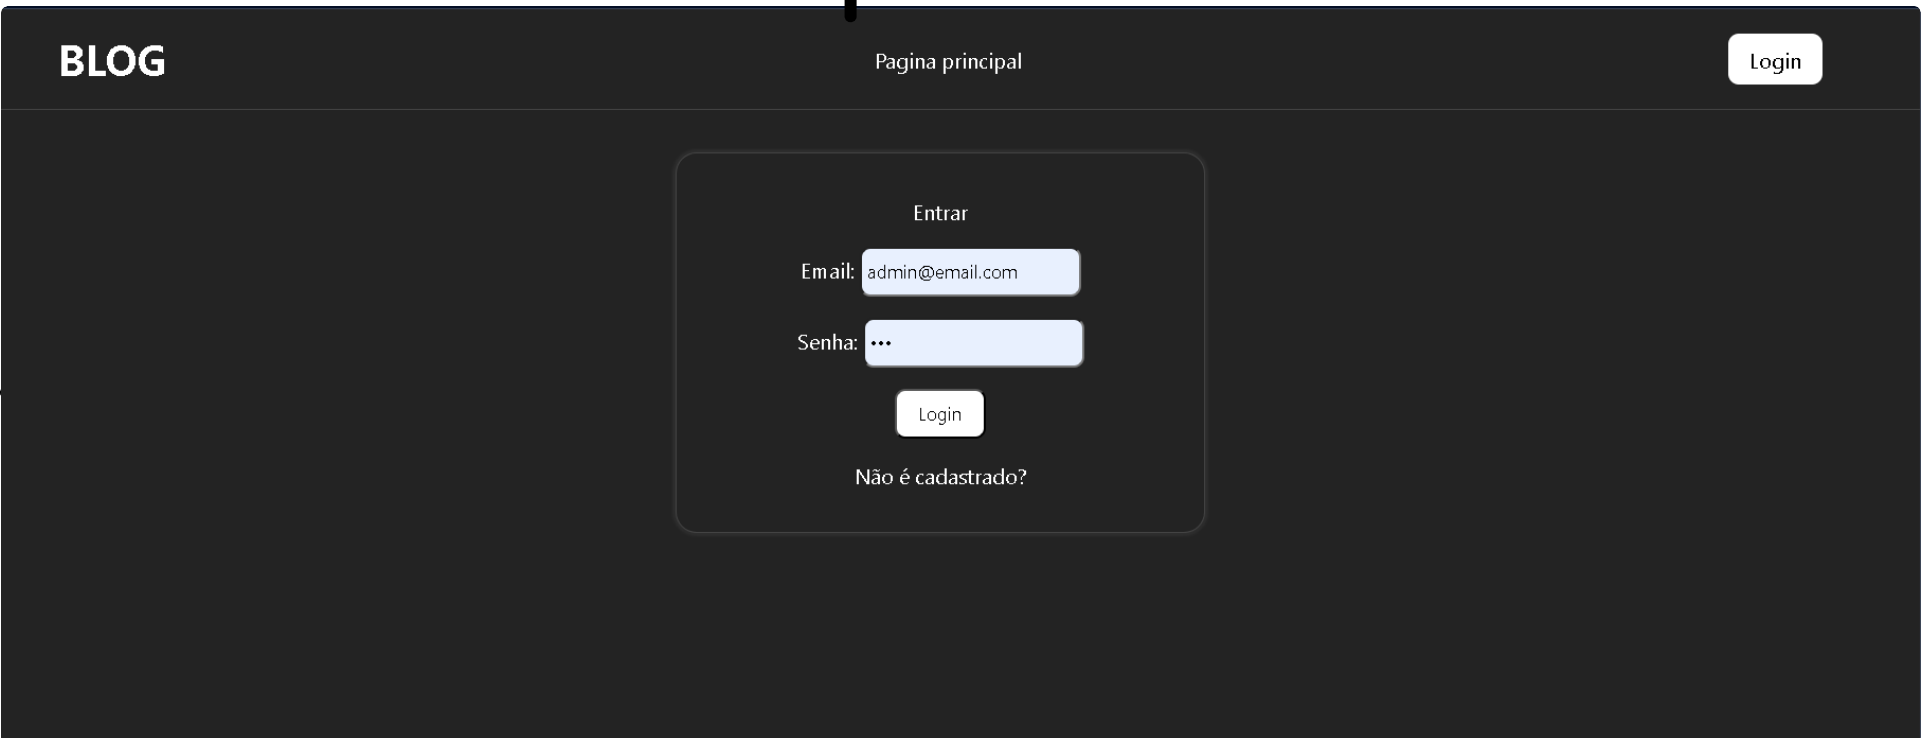 BLOG
Pagina principal
Login
Entrar
Email: admin@email.com
Senha: •••
Login
Não é cadastrado?